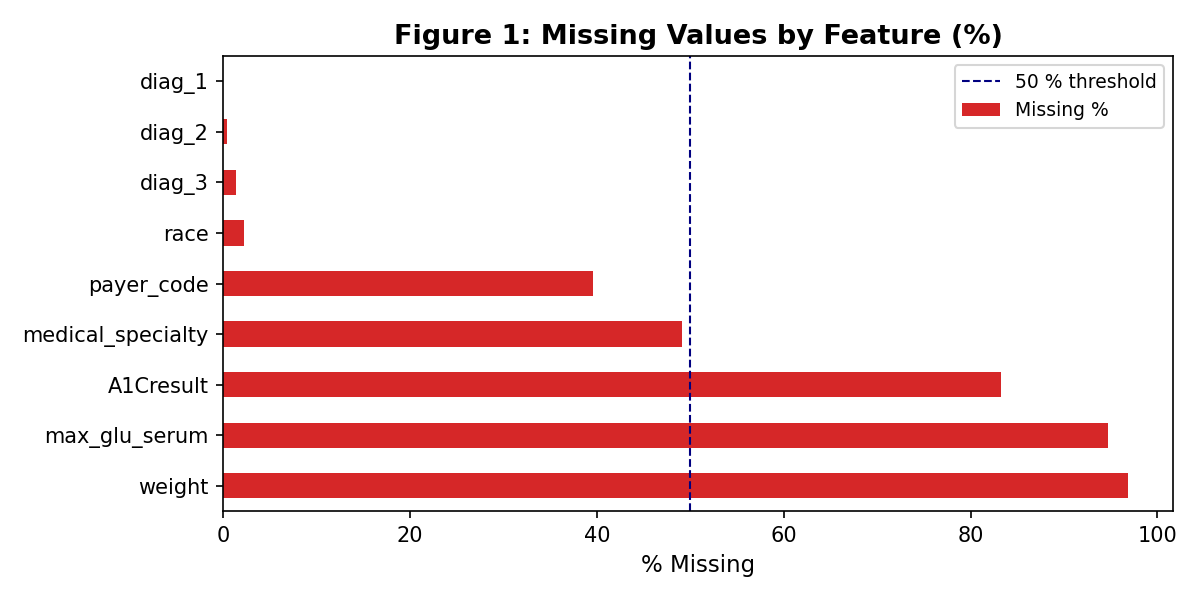 Figure 1: Missing Values by Feature (%)
50 % threshold
Missing %
diag_1
diag_2
diag_3
race
payer_code
medical_specialty
A1Cresult
max_glu_serum
weight
0 20 40 60 80 100
% Missing